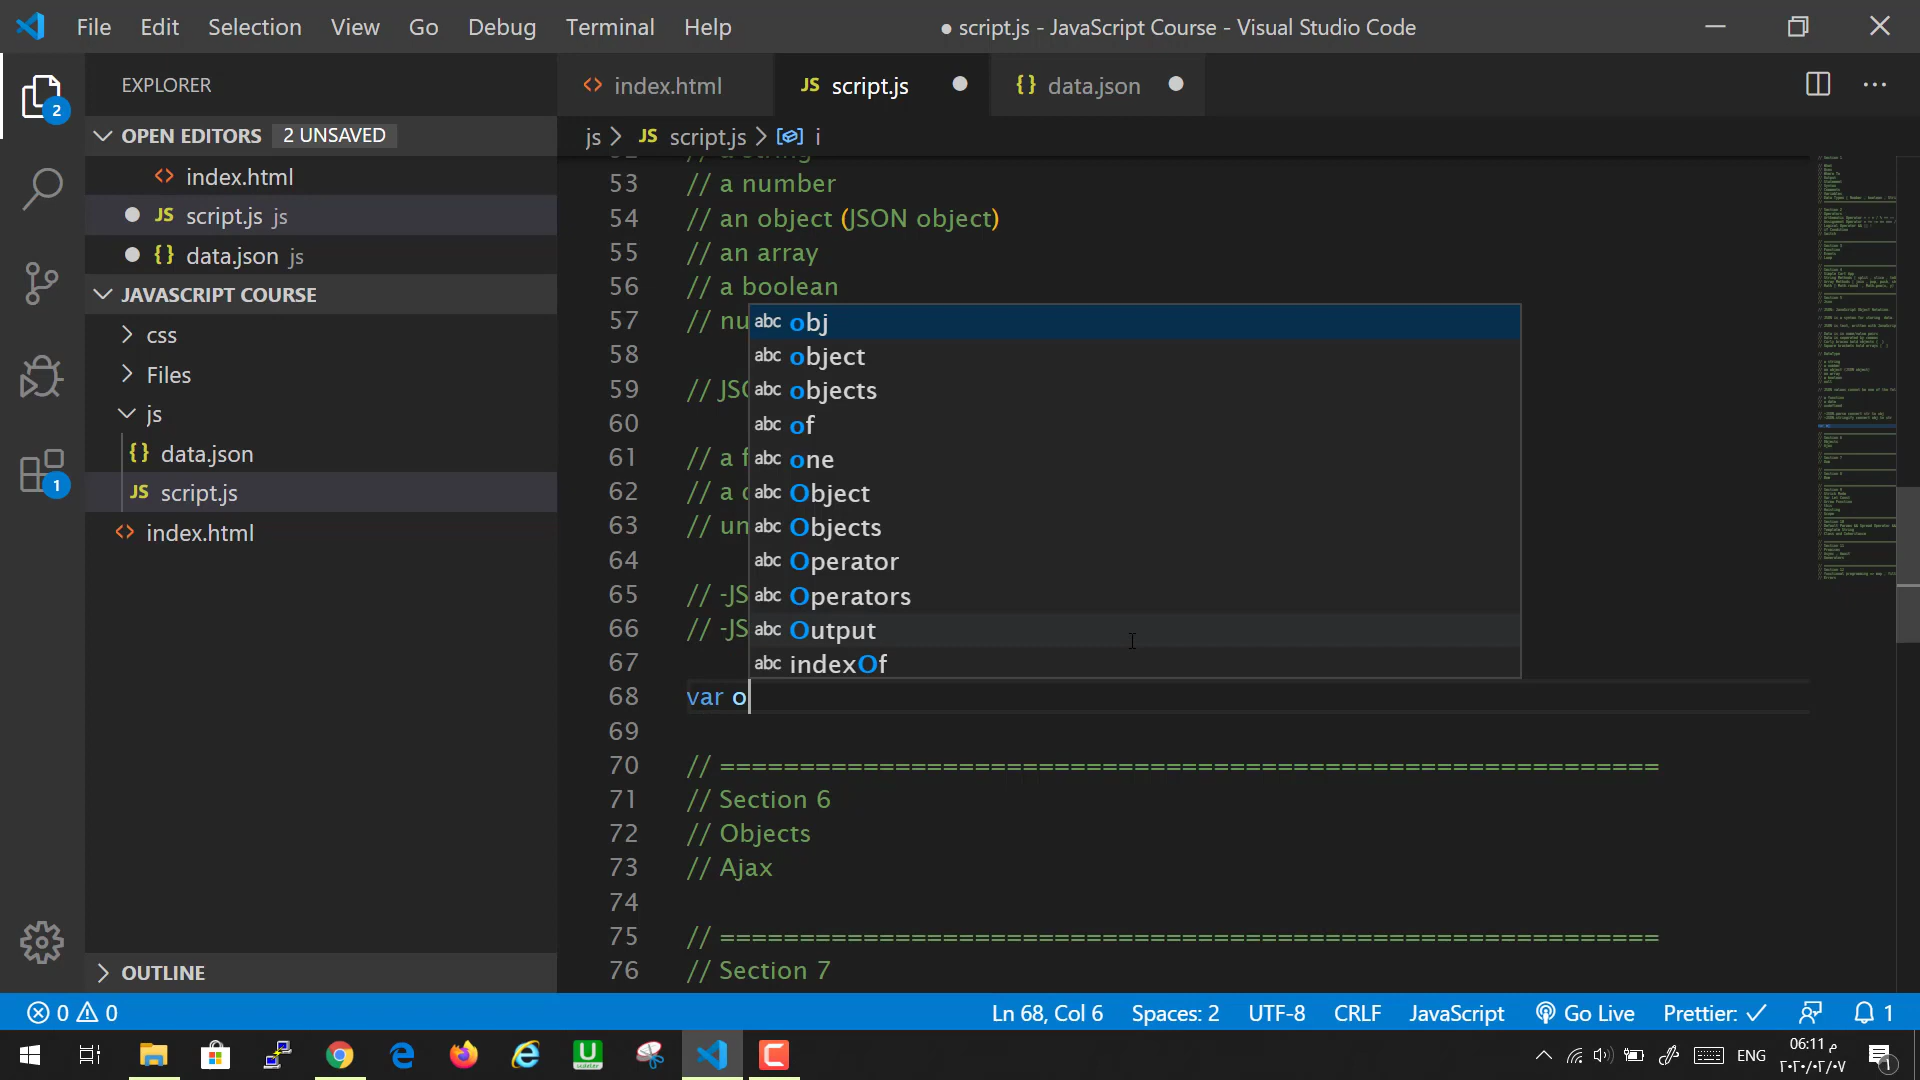 File Edit Selection View Go Debug Terminal Help
● script.js - JavaScript Course - Visual Studio Code
EXPLORER
OPEN EDITORS 2 UNSAVED
index.html
script.js js
data.json js
JAVASCRIPT COURSE
css
Files
js
data.json
script.js
index.html
OUTLINE
2
1
index.html
JS script.js
{} data.json
js > JS script.js > i
53 // a number
54 // an object (JSON object)
55 // an array
56 // a boolean
57 // nu
58
59 // JSO
60
61 // a f
62 // a d
63 // un
64
65 // -JS
66 // -JS
67
68 var o
69
70 // =========================================================
71 // Section 6
72 // Objects
73 // Ajax
74
75 // =========================================================
76 // Section 7
abc obj
abc object
abc objects
abc of
abc one
abc Object
abc Objects
abc Operator
abc Operators
abc Output
abc indexOf
0 0
Ln 68, Col 6 Spaces: 2 UTF-8 CRLF JavaScript Go Live Prettier: ✓ 1
ENG
06:11 م
٢٠٢٠/٠٢/٠٧